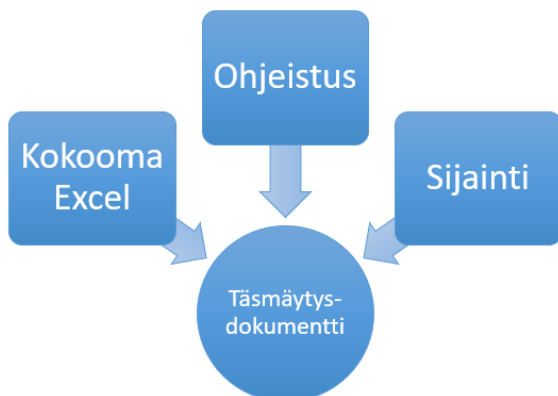 Ohjeistus
Kokooma
Excel
Sijainti
Täsmäytys-
dokumentti